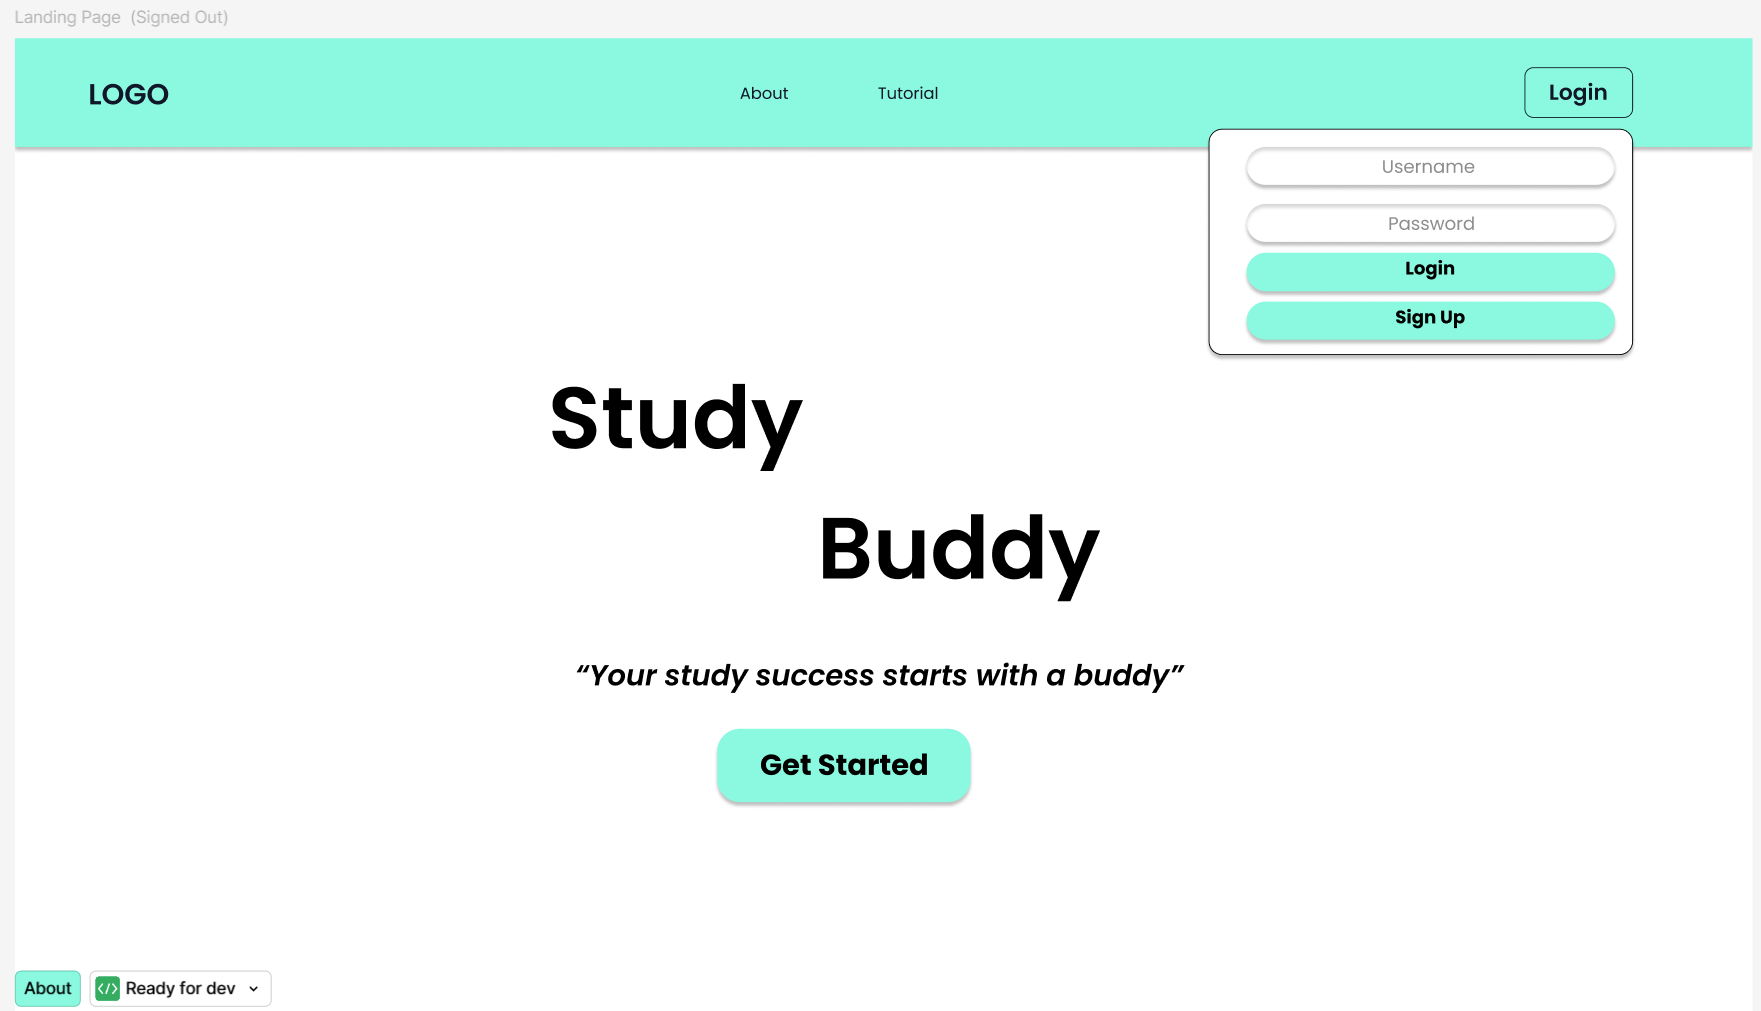 Landing Page (Signed Out)
LOGO
About
Tutorial
Login
Username
Password
Login
Sign Up
Study
Buddy
“Your study success starts with a buddy”
Get Started
About
Ready for dev